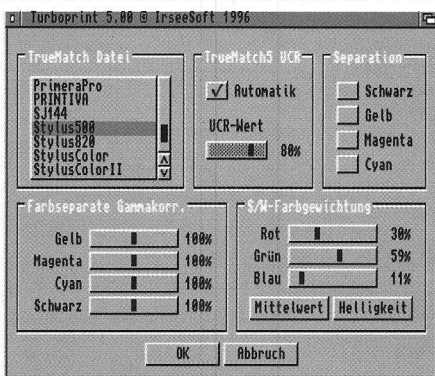 Turboprint 5.00 © IrseeSoft 1996
TrueMatch Datei
PrimeraPro
PRINTIVA
SJ144
Stylus500
Stylus820
StylusColor
StylusColorII
TrueMatch5 UCR
Automatik
UCR-Wert
80%
Separation
Schwarz
Gelb
Magenta
Cyan
Farbseparate Gammakorr.
Gelb 100%
Magenta 100%
Cyan 100%
Schwarz 100%
S/W-Farbgewichtung
Rot 30%
Grün 59%
Blau 11%
Mittelwert Helligkeit
OK Abbruch